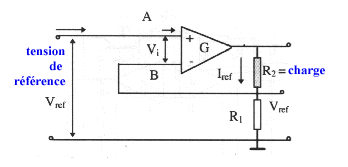 A
+
G
V_i
-
B
tension
de
référence
I_ref
R_2 = charge
V_ref
R_1
V_ref